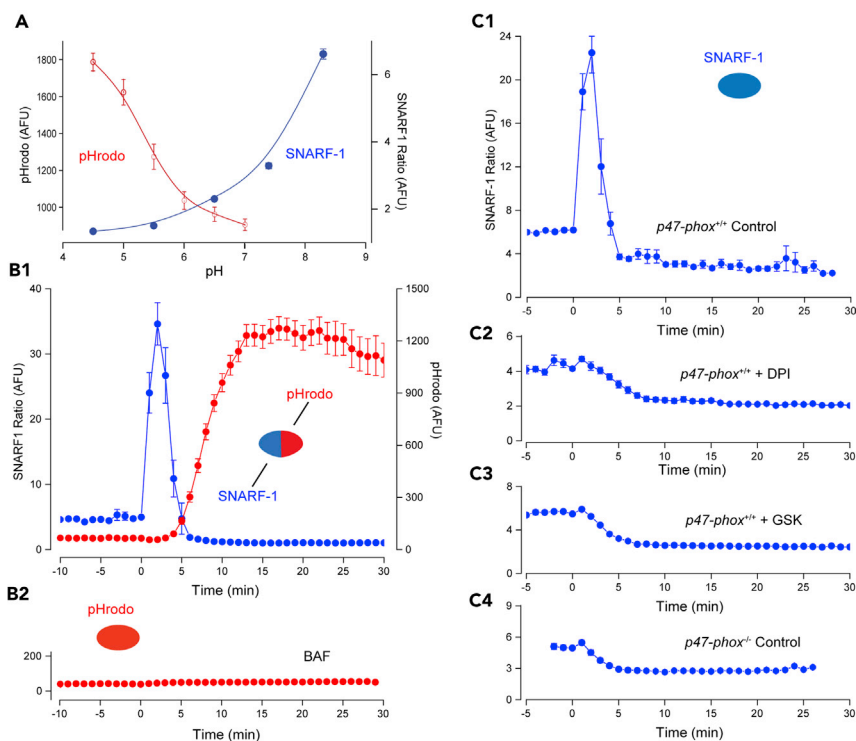 A
pHrodo (AFU)
1800
1600
1400
1200
1000
SNARF1 Ratio (AFU)
6
4
2
pHrodo
SNARF-1
4 5 6 7 8 9
pH
B1
SNARF1 Ratio (AFU)
40
30
20
10
0
pHrodo (AFU)
1500
1200
900
600
300
0
pHrodo
SNARF-1
-10 -5 0 5 10 15 20 25 30
Time (min)
B2
pHrodo
BAF
200
0
-10 -5 0 5 10 15 20 25 30
Time (min)
C1
SNARF-1 Ratio (AFU)
24
20
16
12
8
4
0
SNARF-1
p47-phox+/+ Control
-5 0 5 10 15 20 25 30
Time (min)
C2
6
4
2
0
p47-phox+/+ + DPI
-5 0 5 10 15 20 25 30
Time (min)
C3
9
6
3
0
p47-phox+/+ + GSK
-5 0 5 10 15 20 25 30
Time (min)
C4
9
6
3
0
p47-phox-/- Control
-5 0 5 10 15 20 25 30
Time (min)